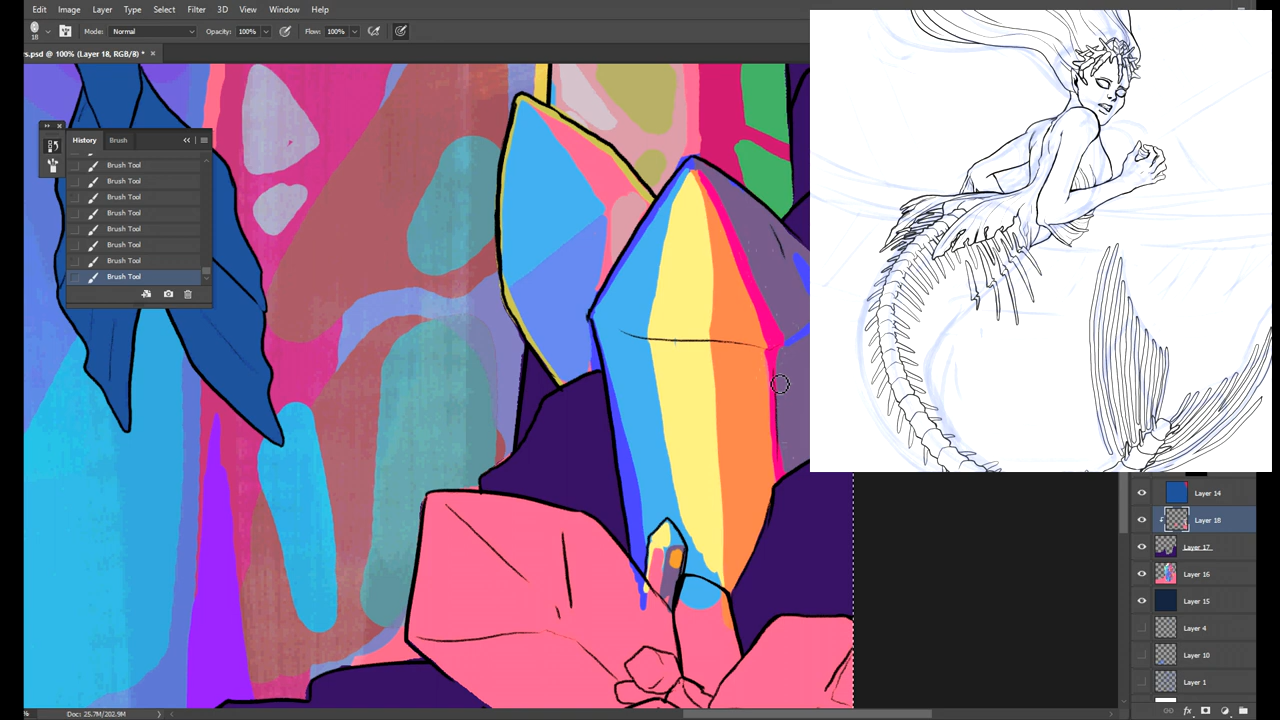 Edit Image Layer Type Select Filter 3D View Window Help
18 Mode: Normal Opacity: 100% Flow: 100%
rs.psd @ 100% (Layer 18, RGB/8) *
History Brush
Brush Tool
Brush Tool
Brush Tool
Brush Tool
Brush Tool
Brush Tool
Brush Tool
Brush Tool
Layer 14
Layer 18
Layer 17
Layer 16
Layer 15
Layer 4
Layer 10
Layer 1
Doc: 25.7M/202.9M